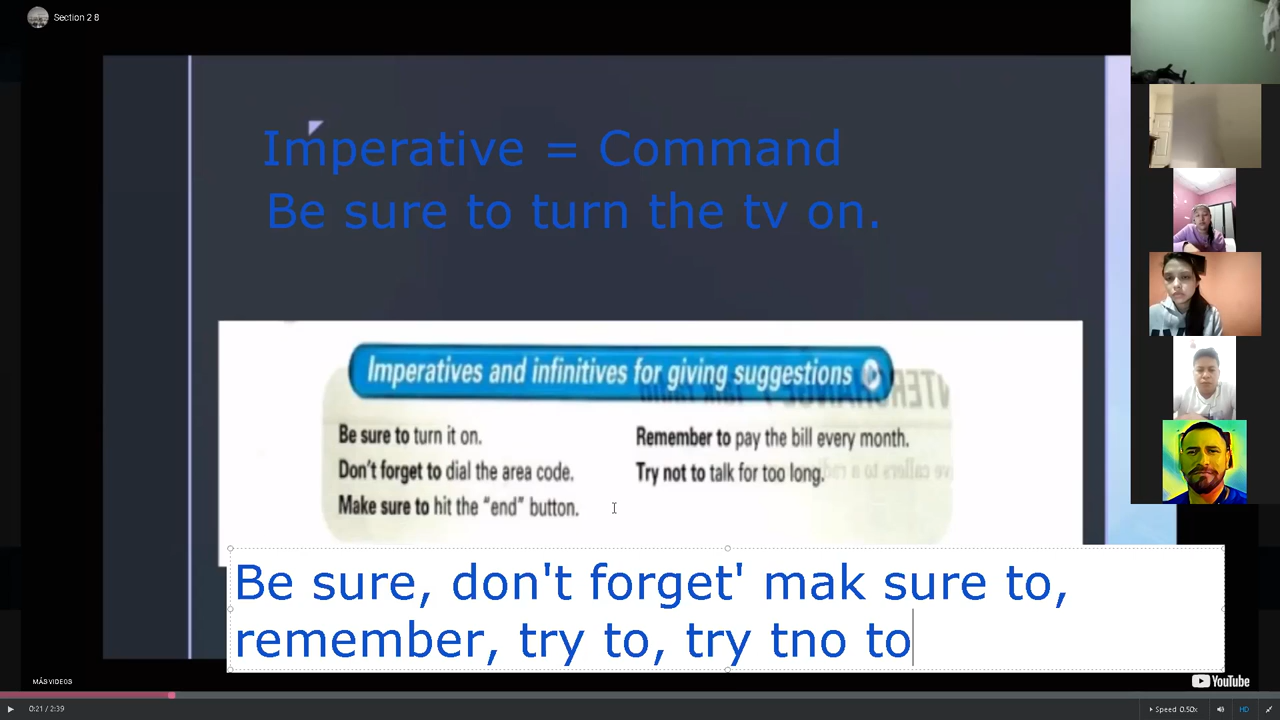 Section 2 8
Imperative = Command
Be sure to turn the tv on.
Imperatives and infinitives for giving suggestions
Be sure to turn it on.
Don't forget to dial the area code.
Make sure to hit the "end" button.
Remember to pay the bill every month.
Try not to talk for too long.
Be sure, don't forget' mak sure to,
remember, try to, try tno to
MÁS VIDEOS
YouTube
0:21 / 2:39
Speed 0.50x
HD